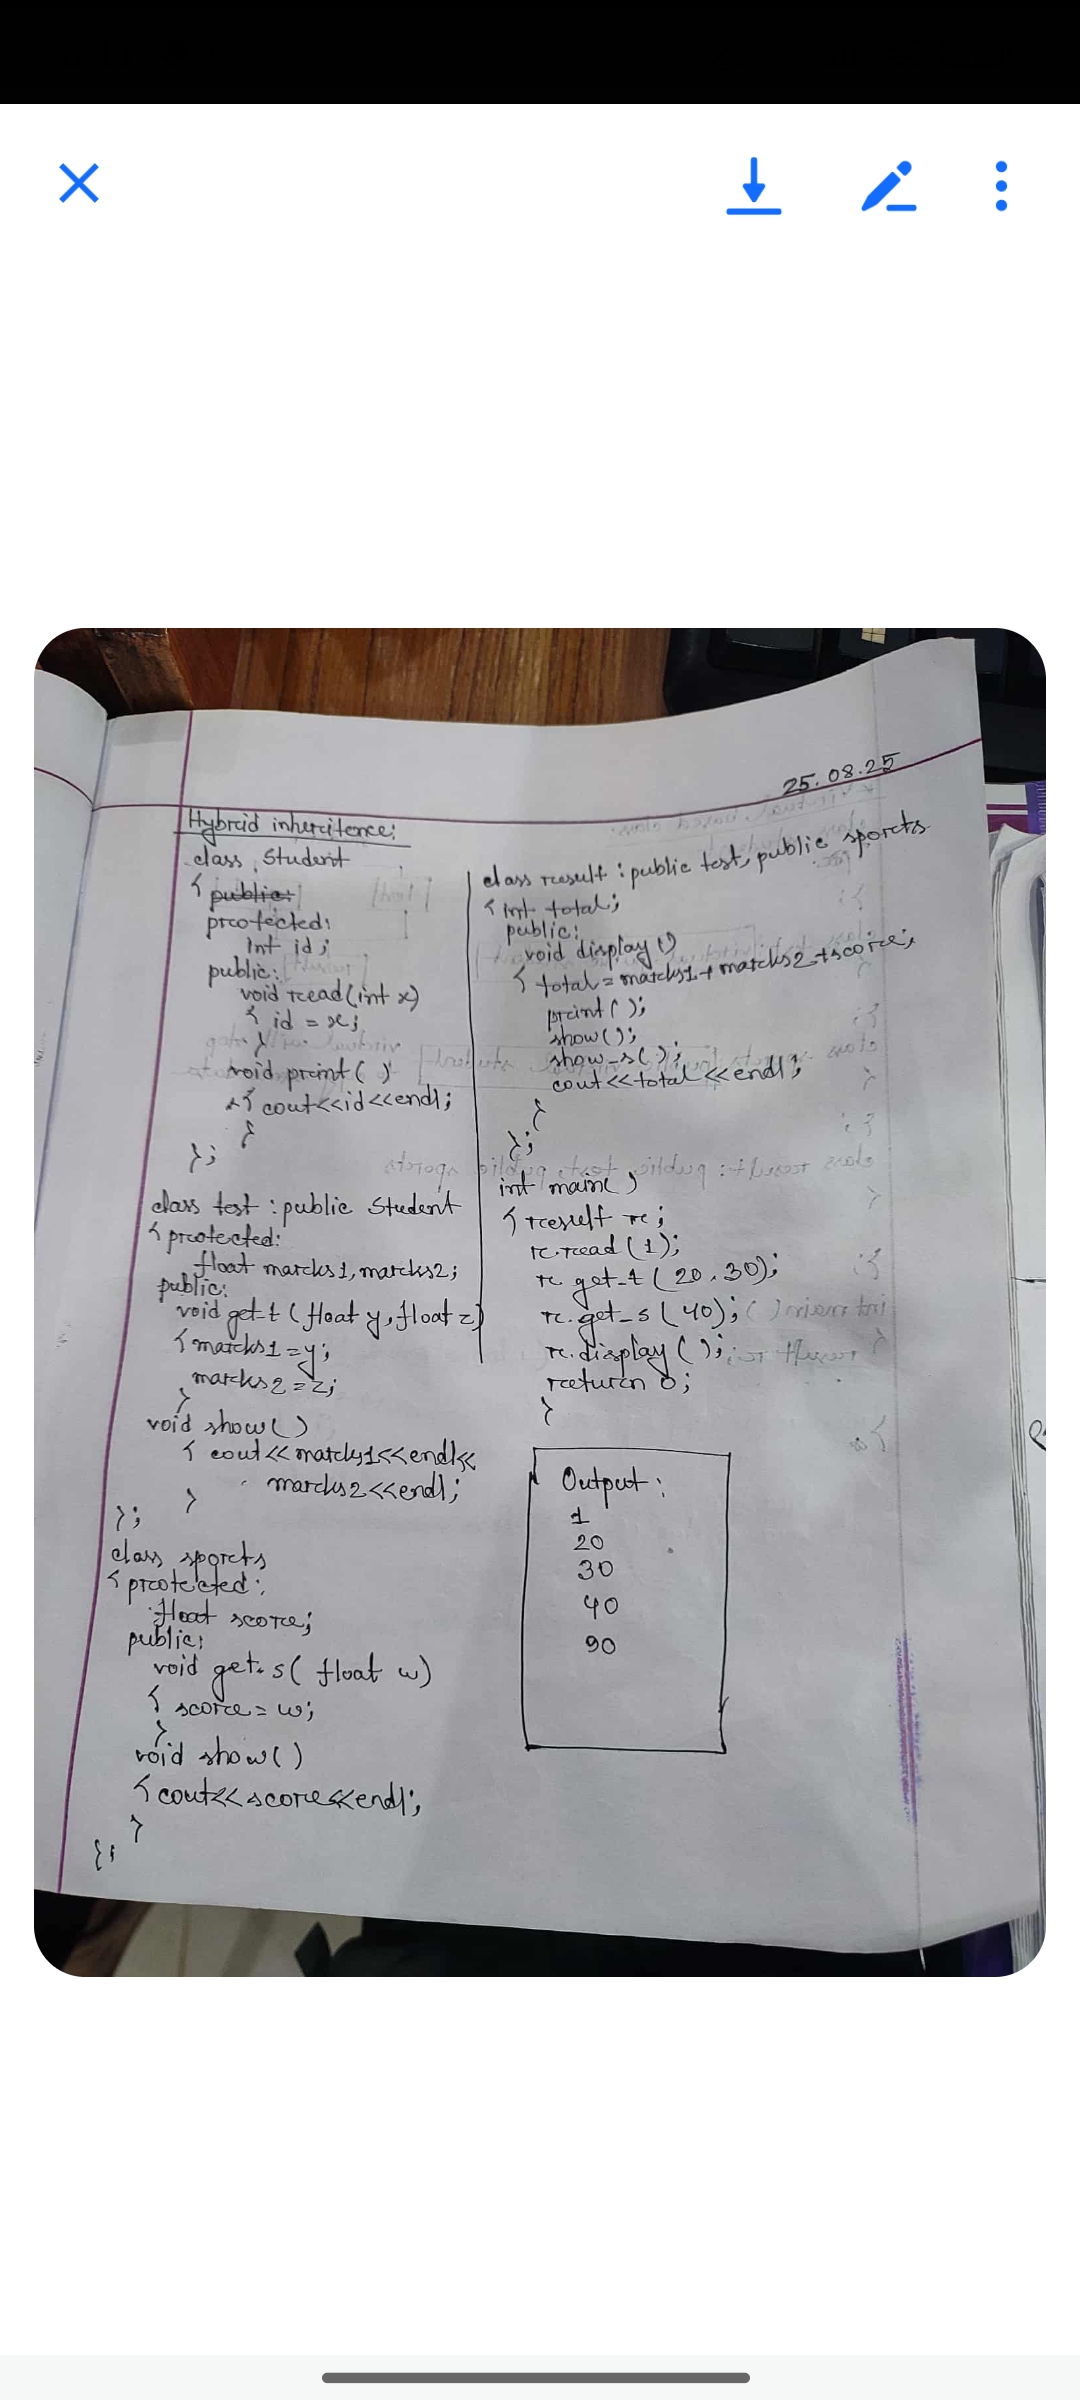 25.08.25
Hybrid inheritence:
class Student
{ public:
protected:
int id;
public:
void read(int x)
{ id = x;
}
void print()
{ cout<<id<<endl;
}
};
class test : public Student
{ protected:
float marks1, marks2;
public:
void get_t (float y, float z)
{ marks1 = y;
marks2 = z;
}
void show()
{ cout<< marks1<<endl<<
marks2<<endl;
}
};
class sports
{ protected:
float score;
public:
void get_s( float w)
{ score = w;
}
void show()
{ cout<<score<<endl;
}
};
class result : public test, public sports
{ int total;
public:
void display()
{ total = marks1 + marks2 + score;
print();
show();
show_s();
cout<<total<<endl;
}
};
int main()
{ result r;
r.read(1);
r.get_t(20,30);
r.get_s(40);
r.display();
return 0;
}
Output:
1
20
30
40
90